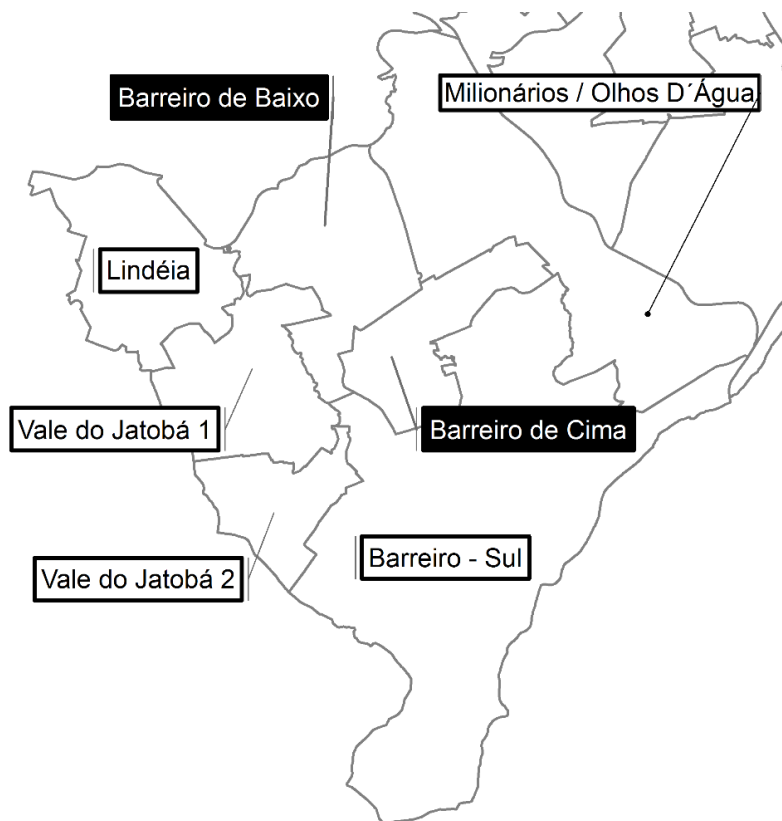 Milionários / Olhos D´Água
Barreiro de Baixo
Lindéia
Vale do Jatobá 1
Barreiro de Cima
Barreiro - Sul
Vale do Jatobá 2